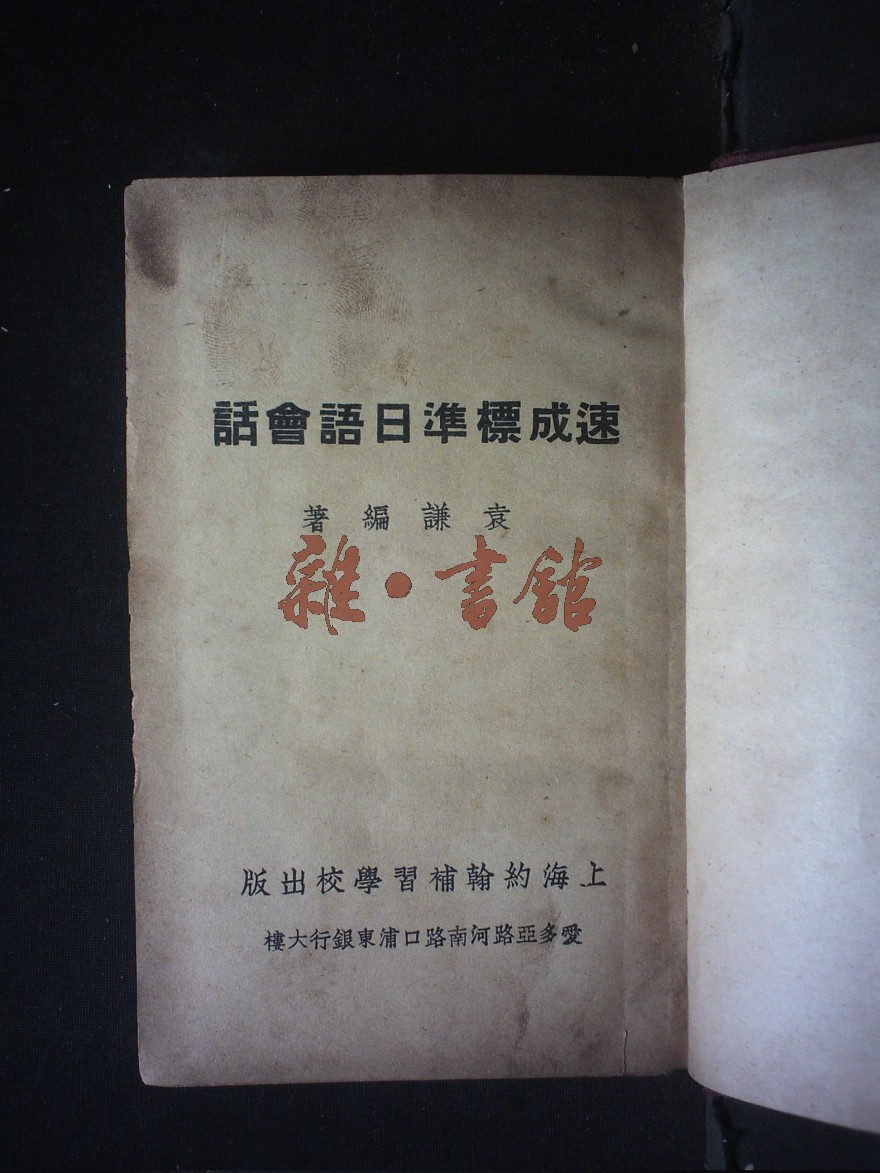 速成標準日語會話
袁謙編著
雜·書館
上海約翰補習學校出版
愛多亞路河南路口浦東銀行大樓